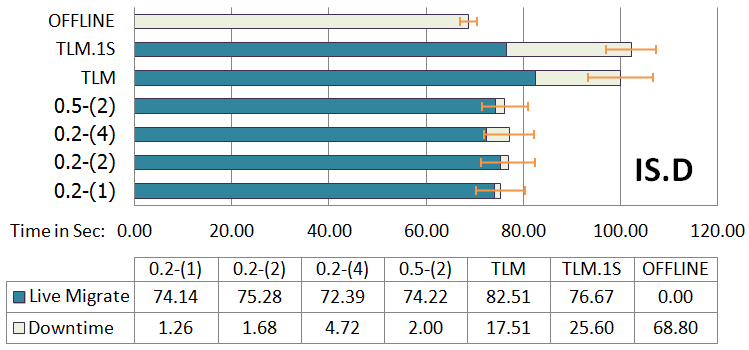 OFFLINE
TLM.1S
TLM
0.5-(2)
0.2-(4)
0.2-(2)
0.2-(1)
IS.D
Time in Sec: 0.00 20.00 40.00 60.00 80.00 100.00 120.00
0.2-(1) 0.2-(2) 0.2-(4) 0.5-(2) TLM TLM.1S OFFLINE
Live Migrate 74.14 75.28 72.39 74.22 82.51 76.67 0.00
Downtime 1.26 1.68 4.72 2.00 17.51 25.60 68.80